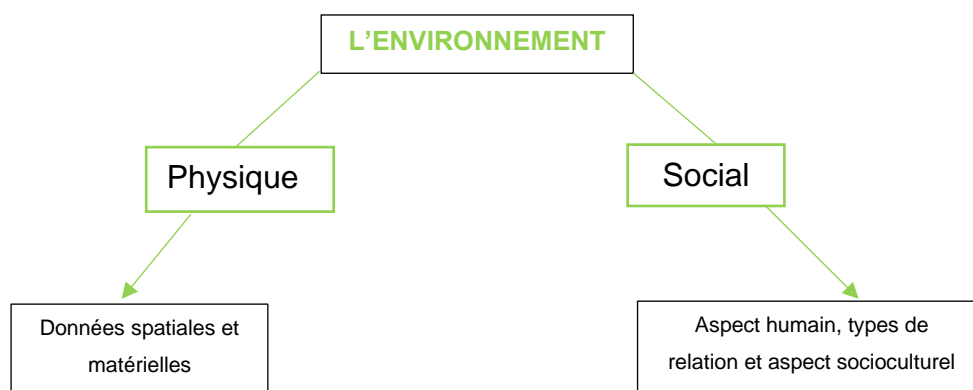 L'ENVIRONNEMENT
Physique
Social
Données spatiales et
matérielles
Aspect humain, types de
relation et aspect socioculturel